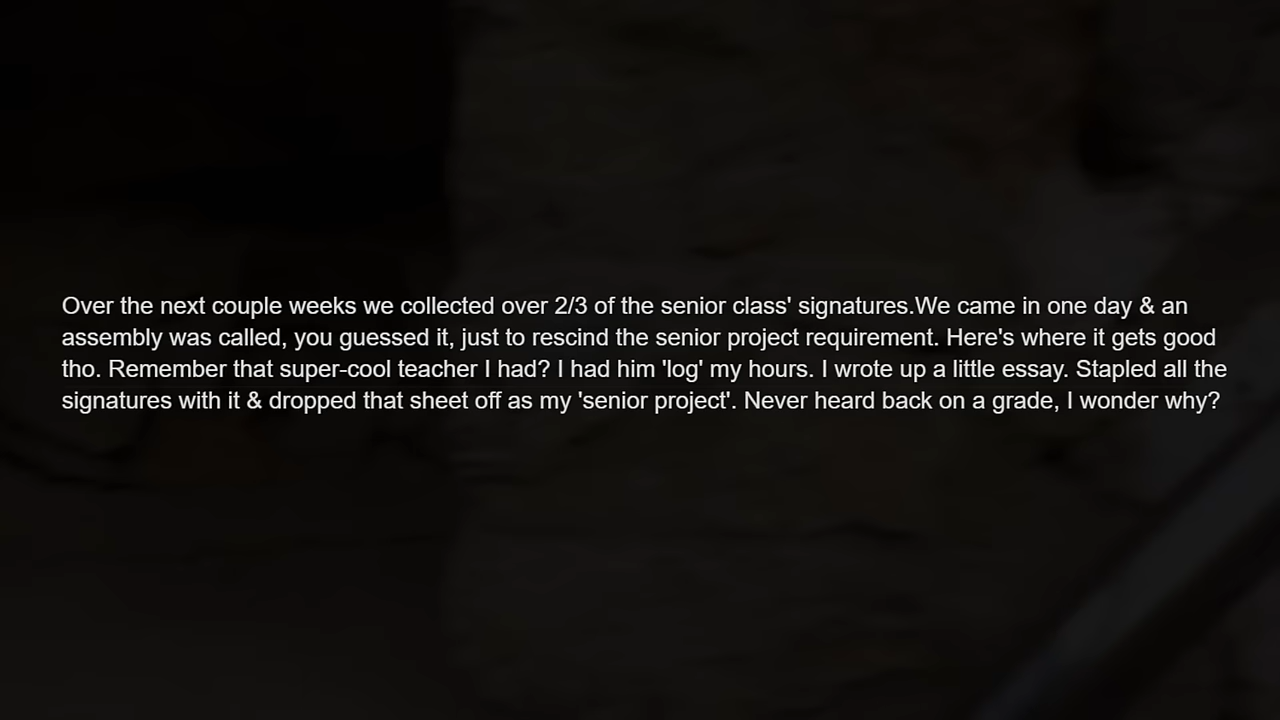 Over the next couple weeks we collected over 2/3 of the senior class' signatures.We came in one day & an
assembly was called, you guessed it, just to rescind the senior project requirement. Here's where it gets good
tho. Remember that super-cool teacher I had? I had him 'log' my hours. I wrote up a little essay. Stapled all the
signatures with it & dropped that sheet off as my 'senior project'. Never heard back on a grade, I wonder why?